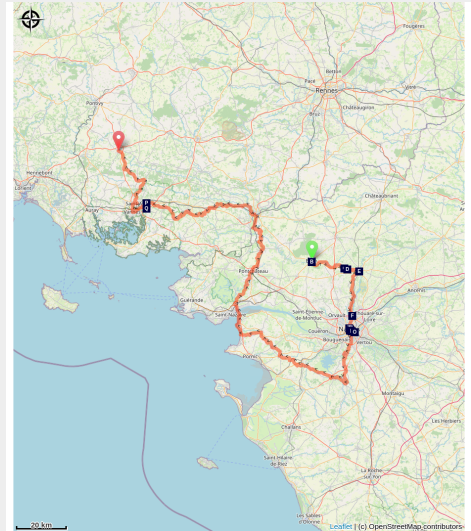 Fougères
Betton
Pacé
Rennes
Vitré
Châteaugiron
Bruz
Pontivy
Hennebont
Lorient
Auray
P
Q
Châteaubriant
B
D
E
Pontchâteau
Guérande
Saint-Nazaire
Saint-Étienne-de-Montluc
Orvault
F
Ancenis
Couëron
Bouguenais
Vertou
Pornic
Montaigu
Challans
Les Herbiers
Saint-Hilaire-de-Riez
La Roche-sur-Yon
Les Sables-d'Olonne
20 km
Leaflet | (c) OpenStreetMap contributors